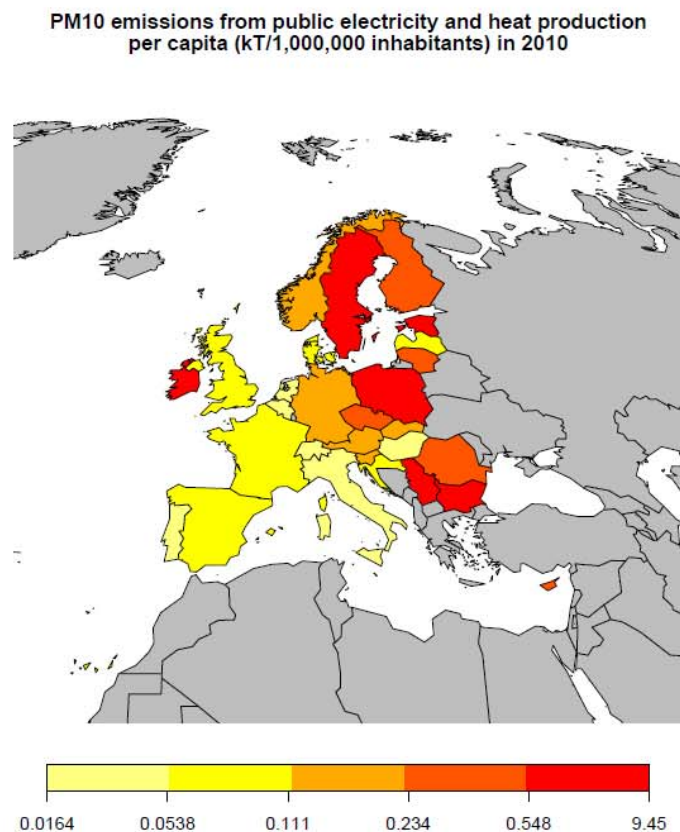 PM10 emissions from public electricity and heat production
per capita (kT/1,000,000 inhabitants) in 2010
0.0164 0.0538 0.111 0.234 0.548 9.45